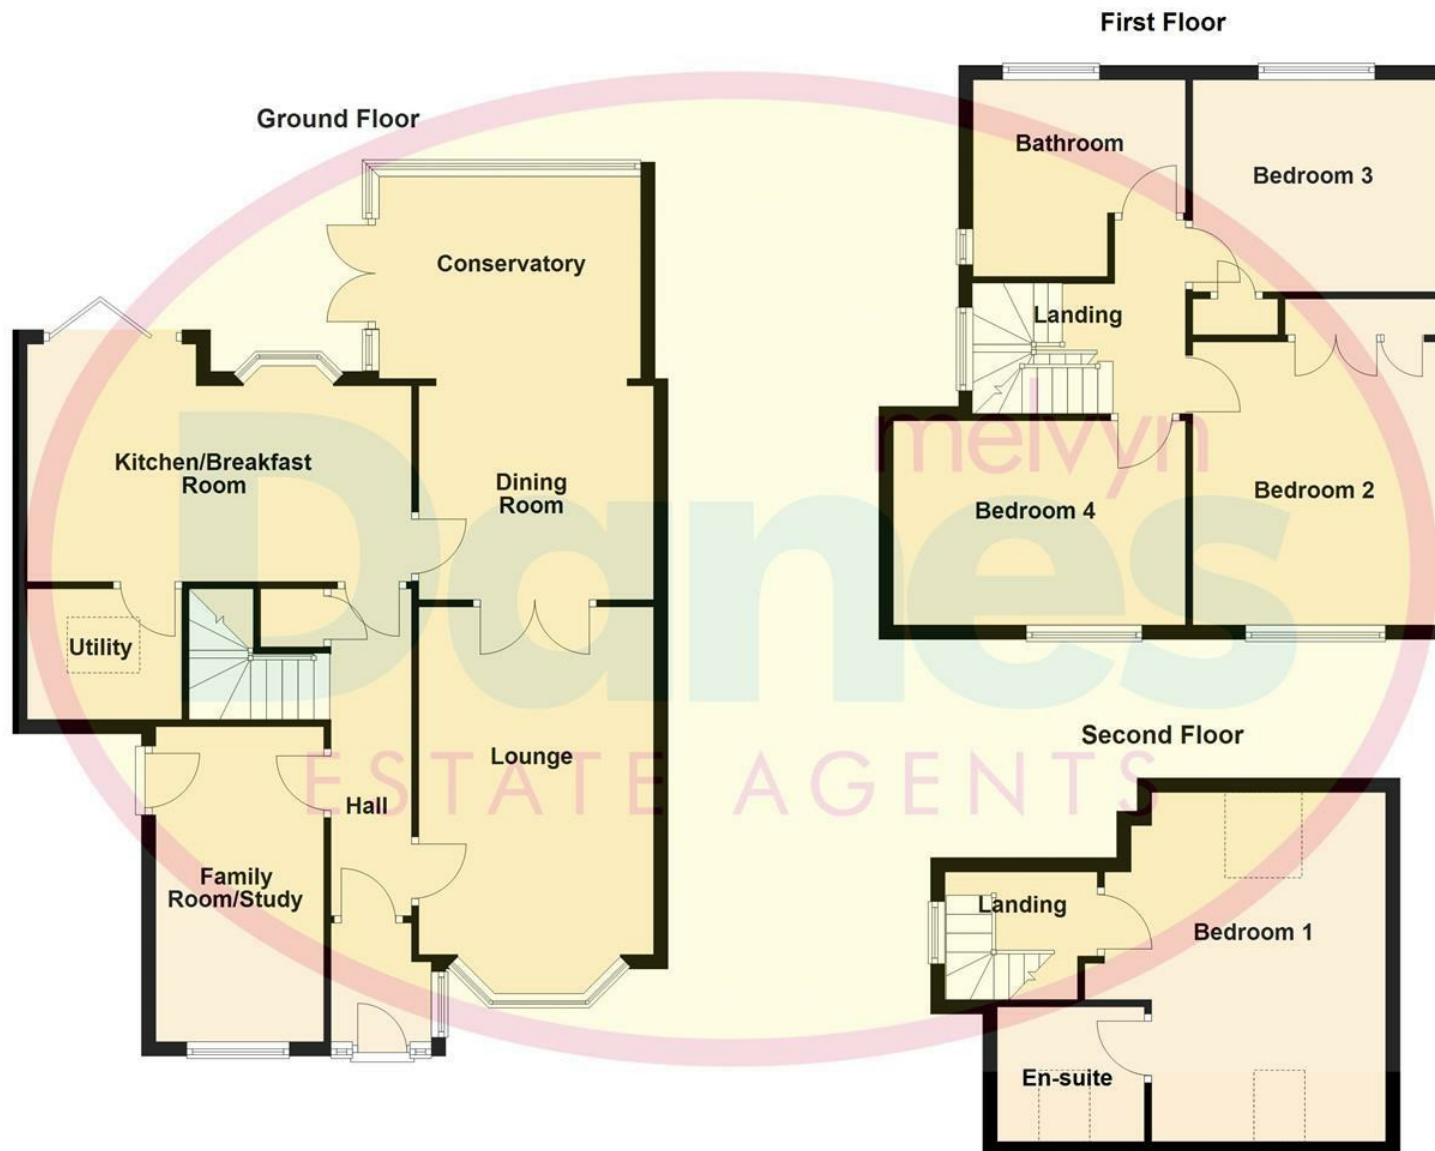 First Floor
Ground Floor
Bathroom
Bedroom 3
Conservatory
Landing
Kitchen/Breakfast
Room
Dining
Room
melvyn
Danes
ESTATE AGENTS
Bedroom 4
Bedroom 2
Utility
Lounge
Hall
Family
Room/Study
Second Floor
Landing
Bedroom 1
En-suite